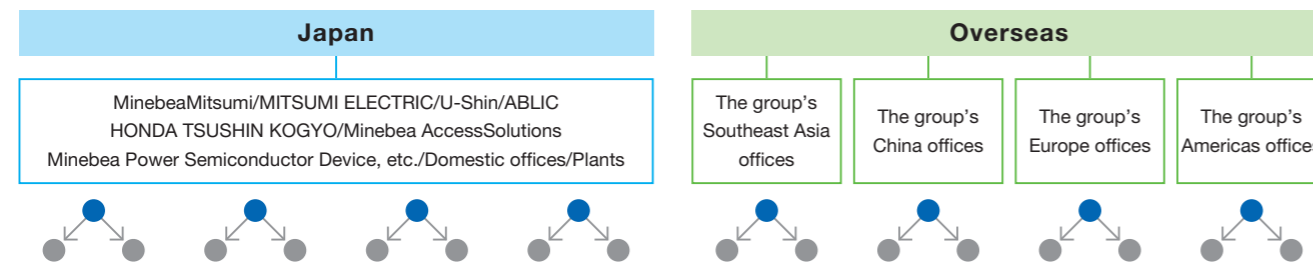 Japan
MinebeaMitsumi/MITSUMI ELECTRIC/U-Shin/ABLIC
HONDA TSUSHIN KOGYO/Minebea AccessSolutions
Minebea Power Semiconductor Device, etc./Domestic offices/Plants
Overseas
The group's
Southeast Asia
offices
The group's
China offices
The group's
Europe offices
The group's
Americas offices